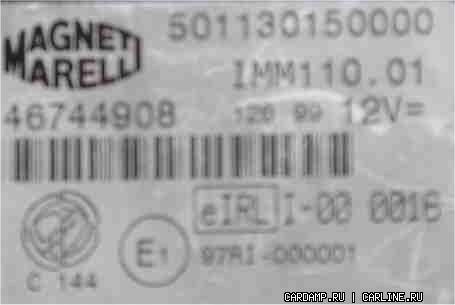 MAGNETI MARELLI
501130150000
IMM110.01
46744908 126 99 12V=
eIRL I-00 0016
E1 97RI-000001
C 144
CARDAMP.RU | CARLINE.RU